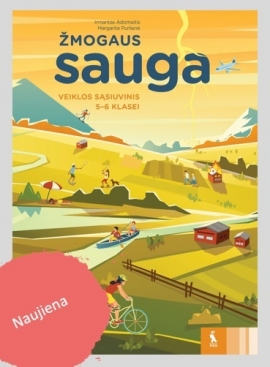 Irmantas Adomaitis
Margarita Purlienė
ŽMOGAUS
sauga
VEIKLOS SĄSIUVINIS
5–6 KLASEI
Naujiena